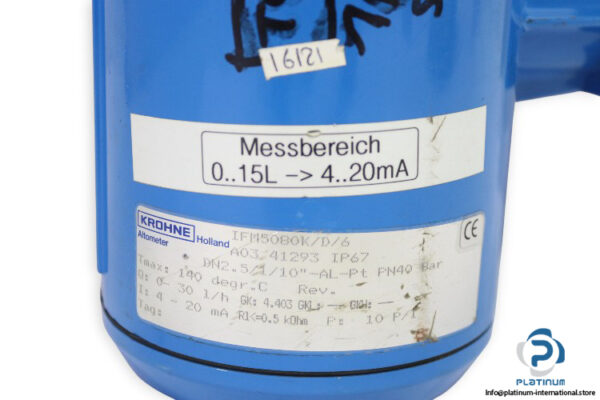 16121
Messbereich
0..15L -> 4..20mA
KROHNE
Altometer Holland
IFM5080K/D/6
A03/41293 IP67
DN2.5/1/10"-AL-Pt PN40 Bar
Tmax: 140 degr.C Rev.
Q: 0- 30 l/h GK: 4.403 GKL: --- GKH: ---
I: 4 - 20 mA Rl<=0.5 kOhm P: 10 P/l
Tag:
CE
PLATINUM
Info@platinum-international.store